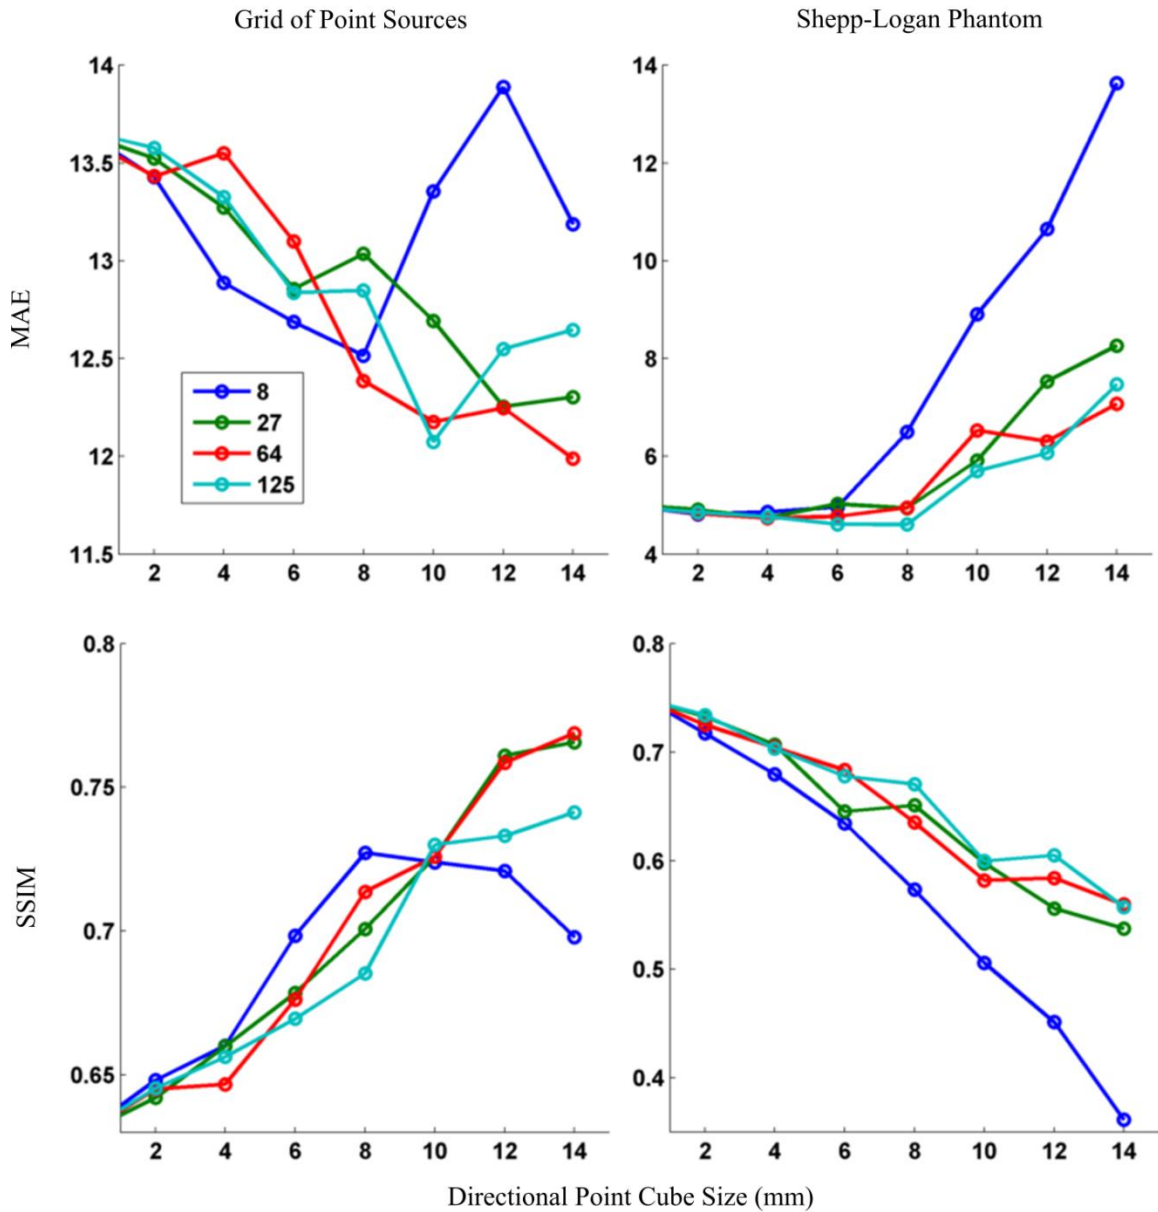 Grid of Point Sources
Shepp-Logan Phantom
MAE
14
13.5
13
12.5
12
11.5
2 4 6 8 10 12 14
8
27
64
125
14
12
10
8
6
4
2 4 6 8 10 12 14
SSIM
0.8
0.75
0.7
0.65
2 4 6 8 10 12 14
0.8
0.7
0.6
0.5
0.4
2 4 6 8 10 12 14
Directional Point Cube Size (mm)